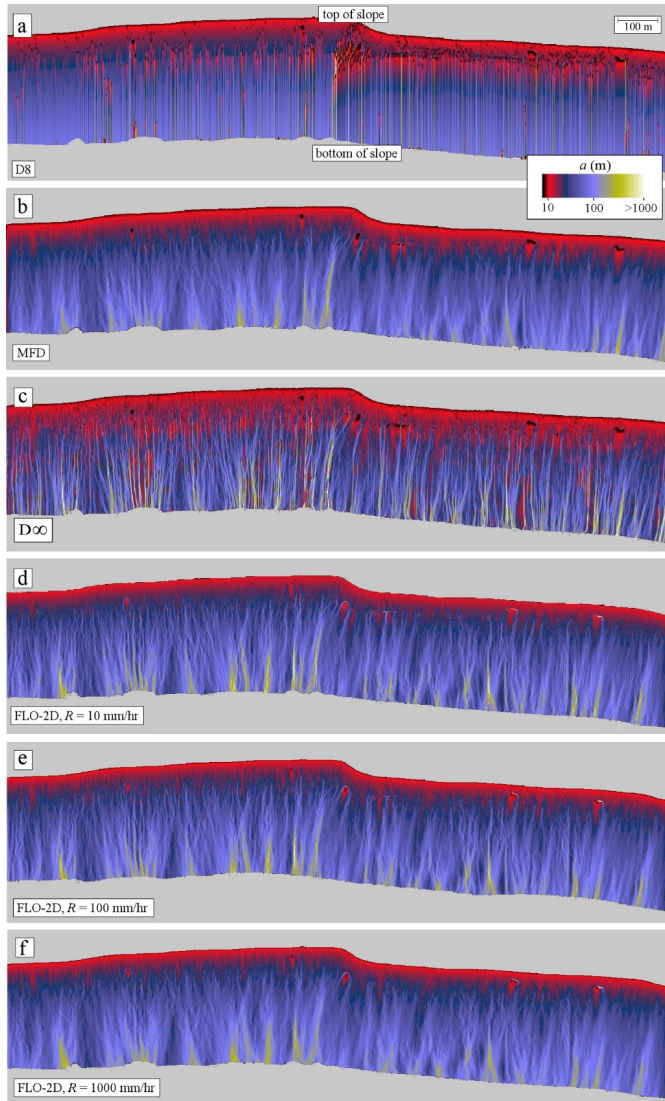 a
top of slope
100 m
D8
bottom of slope
a (m)
10 100 >1000
b
MFD
c
D∞
d
FLO-2D, R = 10 mm/hr
e
FLO-2D, R = 100 mm/hr
f
FLO-2D, R = 1000 mm/hr